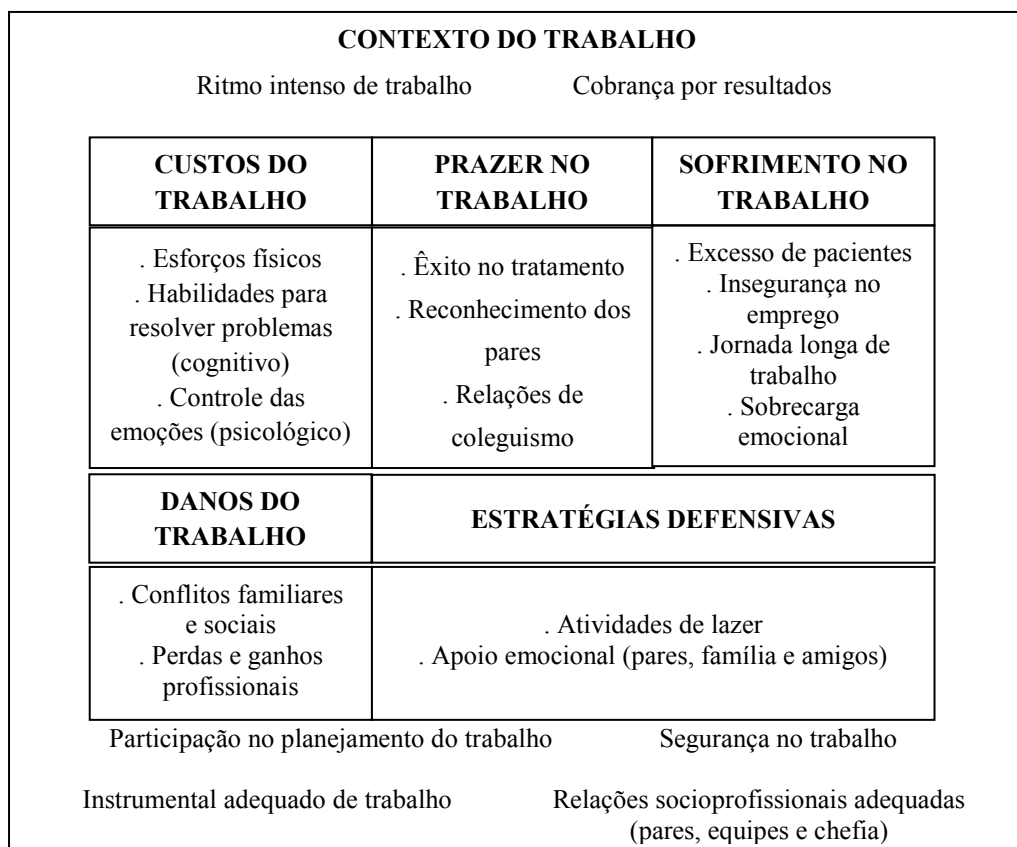 CONTEXTO DO TRABALHO
Ritmo intenso de trabalho Cobrança por resultados
CUSTOS DO
TRABALHO
PRAZER NO
TRABALHO
SOFRIMENTO NO
TRABALHO
. Esforços físicos
. Habilidades para
resolver problemas
(cognitivo)
. Controle das
emoções (psicológico)
. Êxito no tratamento
. Reconhecimento dos
pares
. Relações de
coleguismo
. Excesso de pacientes
. Insegurança no
emprego
. Jornada longa de
trabalho
. Sobrecarga
emocional
DANOS DO
TRABALHO
ESTRATÉGIAS DEFENSIVAS
. Conflitos familiares
e sociais
. Perdas e ganhos
profissionais
. Atividades de lazer
. Apoio emocional (pares, família e amigos)
Participação no planejamento do trabalho Segurança no trabalho
Instrumental adequado de trabalho Relações socioprofissionais adequadas
(pares, equipes e chefia)